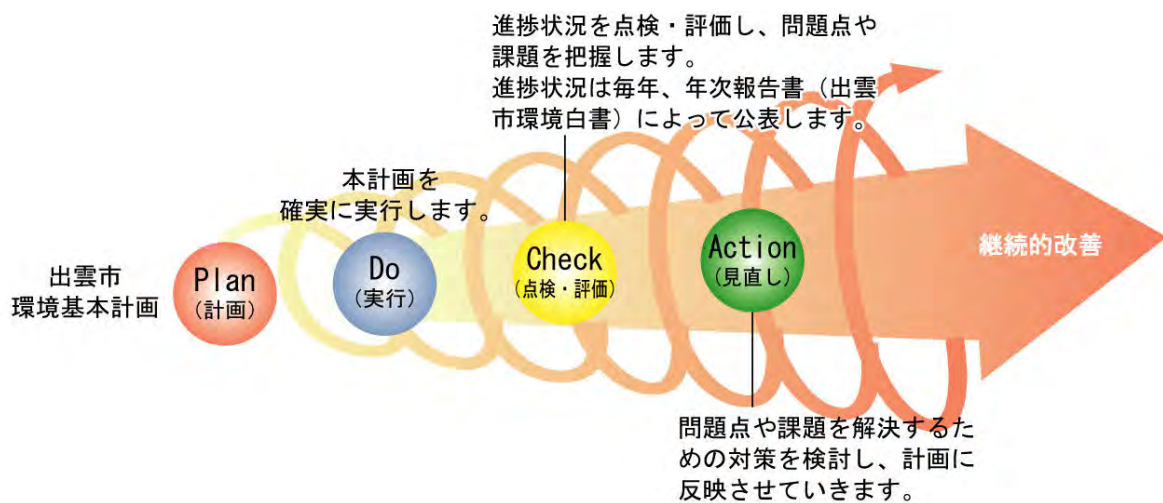 進捗状況を点検・評価し、問題点や
課題を把握します。
進捗状況は毎年、年次報告書（出雲
市環境白書）によって公表します。
本計画を
確実に実行します。
出雲市
環境基本計画
Plan
（計画）
Do
（実行）
Check
（点検・評価）
Action
（見直し）
継続的改善
問題点や課題を解決するた
めの対策を検討し、計画に
反映させていきます。